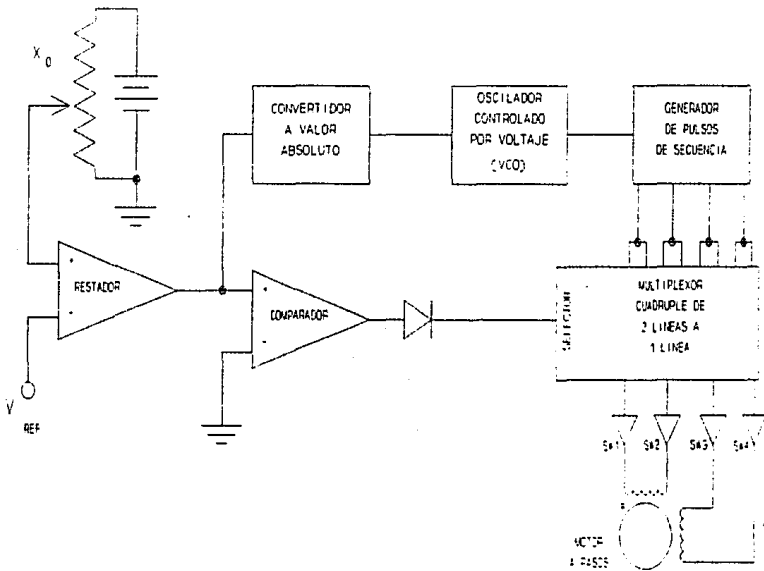 X
0
CONVERTIDOR
A VALOR
ABSOLUTO
OSCILADOR
CONTROLADO
POR VOLTAJE
(VCO)
GENERADOR
DE PULSOS
DE SECUENCIA
RESTADOR
COMPARADOR
SELECTOR
MULTIPLEXOR
CUADRUPLE DE
2 LINEAS A
1 LINEA
V
REF
SW1
SW2
SW3
SW4
MOTOR
A PASOS